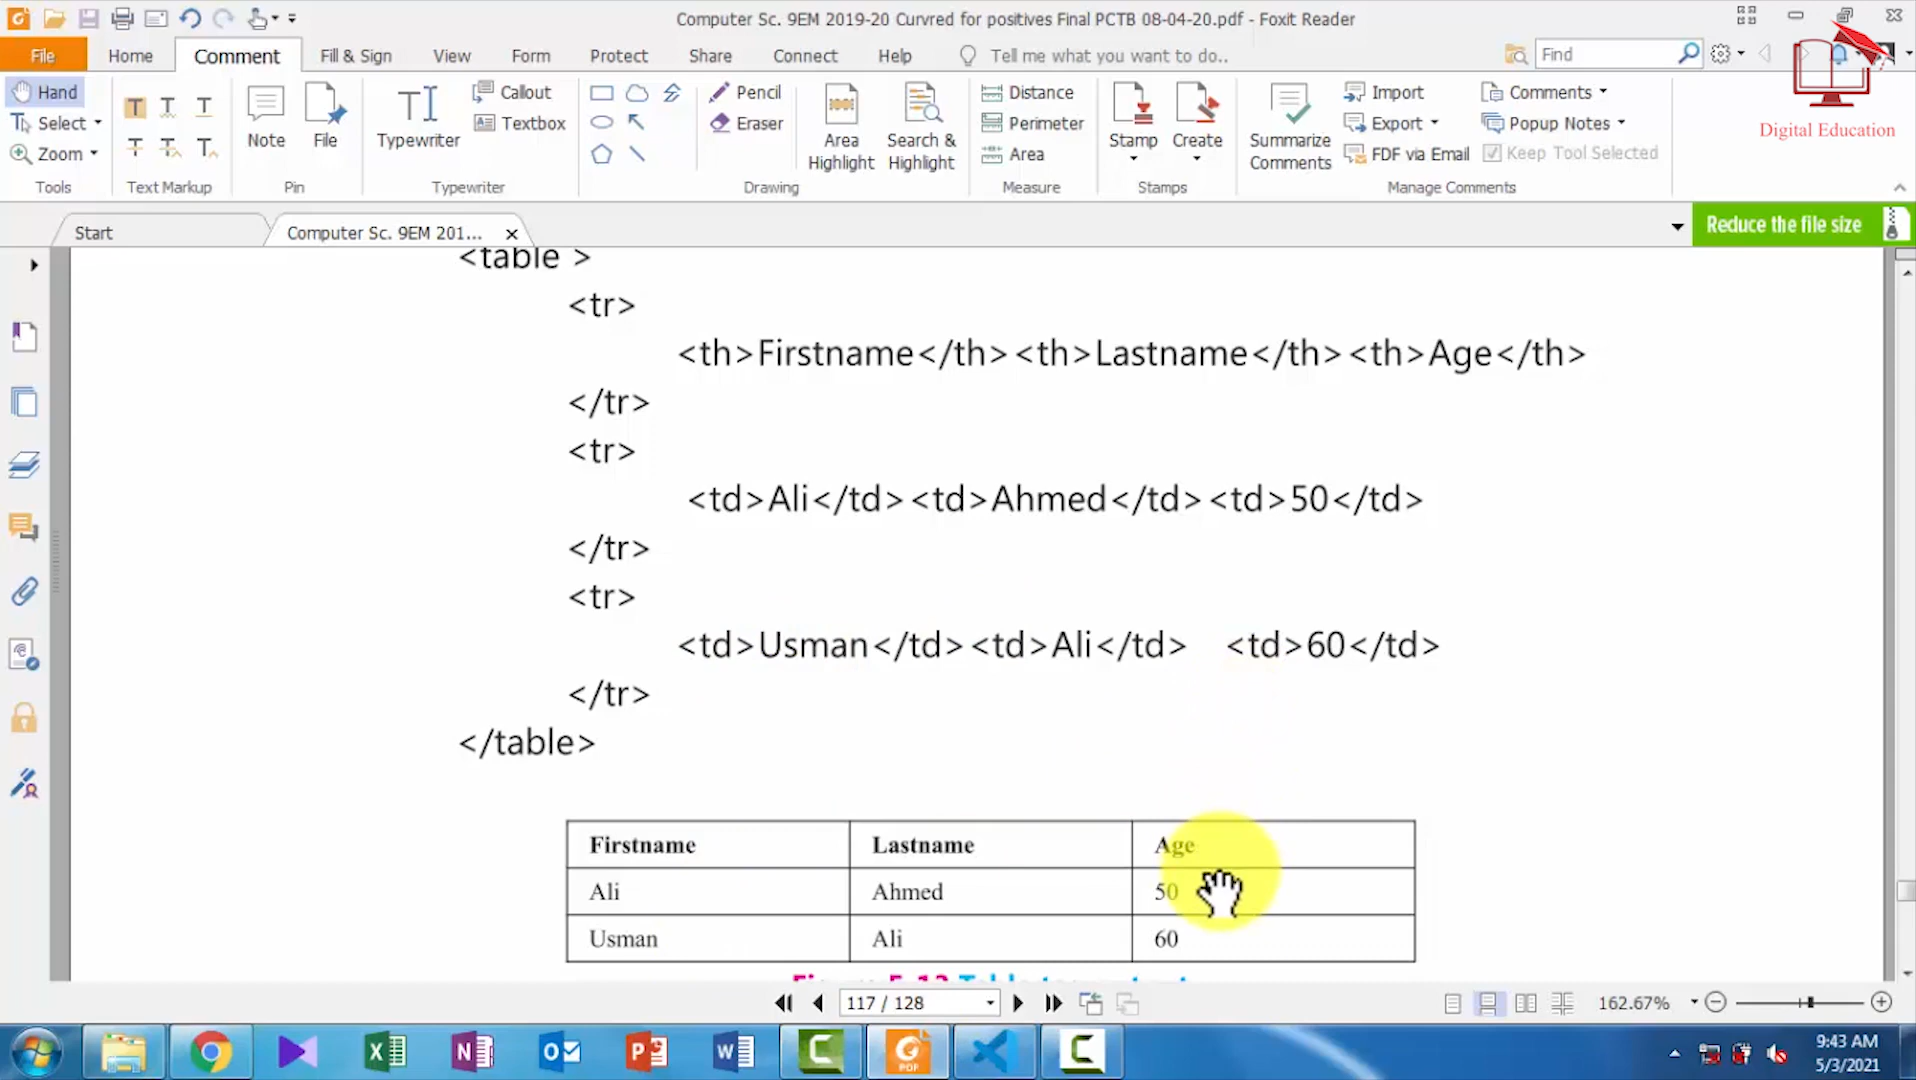 Computer Sc. 9EM 2019-20 Curvred for positives Final PCTB 08-04-20.pdf - Foxit Reader
File Home Comment Fill & Sign View Form Protect Share Connect Help Tell me what you want to do.. Find
Hand
Select
Zoom
Tools
Text Markup
Note
File
Pin
Typewriter
Callout
Textbox
Typewriter
Pencil
Eraser
Drawing
Area Highlight
Search & Highlight
Distance
Perimeter
Area
Measure
Stamp
Create
Stamps
Summarize Comments
Import
Export
FDF via Email
Comments
Popup Notes
Keep Tool Selected
Manage Comments
Digital Education
Start
Computer Sc. 9EM 201...
Reduce the file size
<table >
<tr>
<th>Firstname</th><th>Lastname</th><th>Age</th>
</tr>
<tr>
<td>Ali</td><td>Ahmed</td><td>50</td>
</tr>
<tr>
<td>Usman</td><td>Ali</td> <td>60</td>
</tr>
</table>
Firstname Lastname Age
Ali Ahmed 50
Usman Ali 60
117 / 128
162.67%
PDF
9:43 AM
5/3/2021